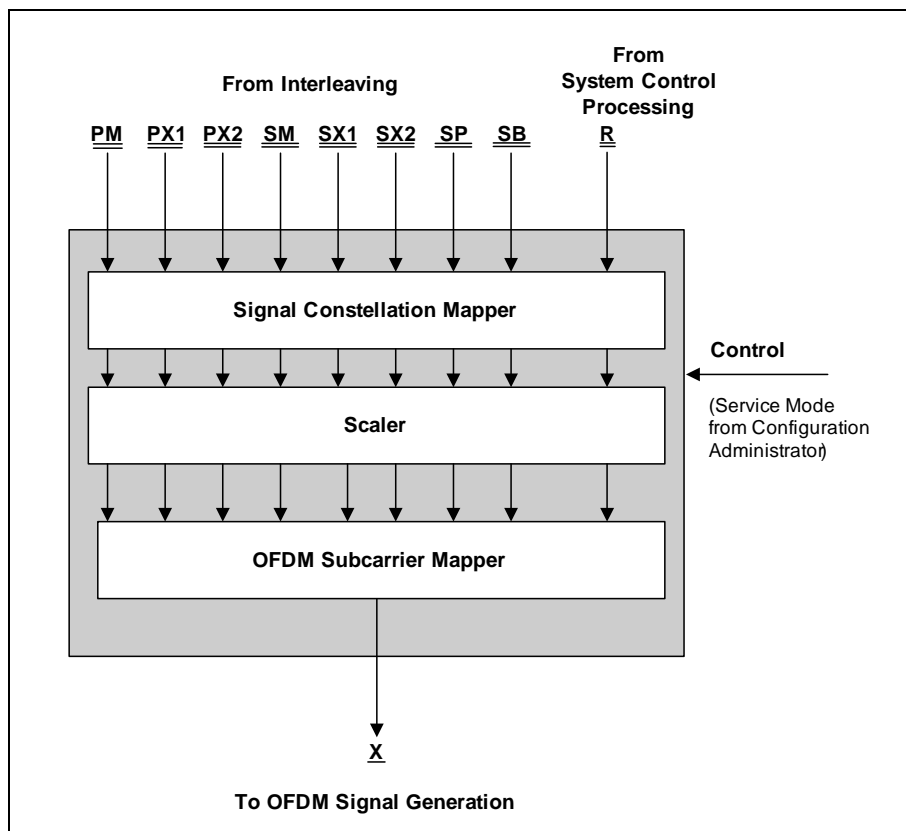 From Interleaving
From
System Control
Processing
PM PX1 PX2 SM SX1 SX2 SP SB R
Signal Constellation Mapper
Control
Scaler
(Service Mode
from Configuration
Administrator)
OFDM Subcarrier Mapper
X
To OFDM Signal Generation